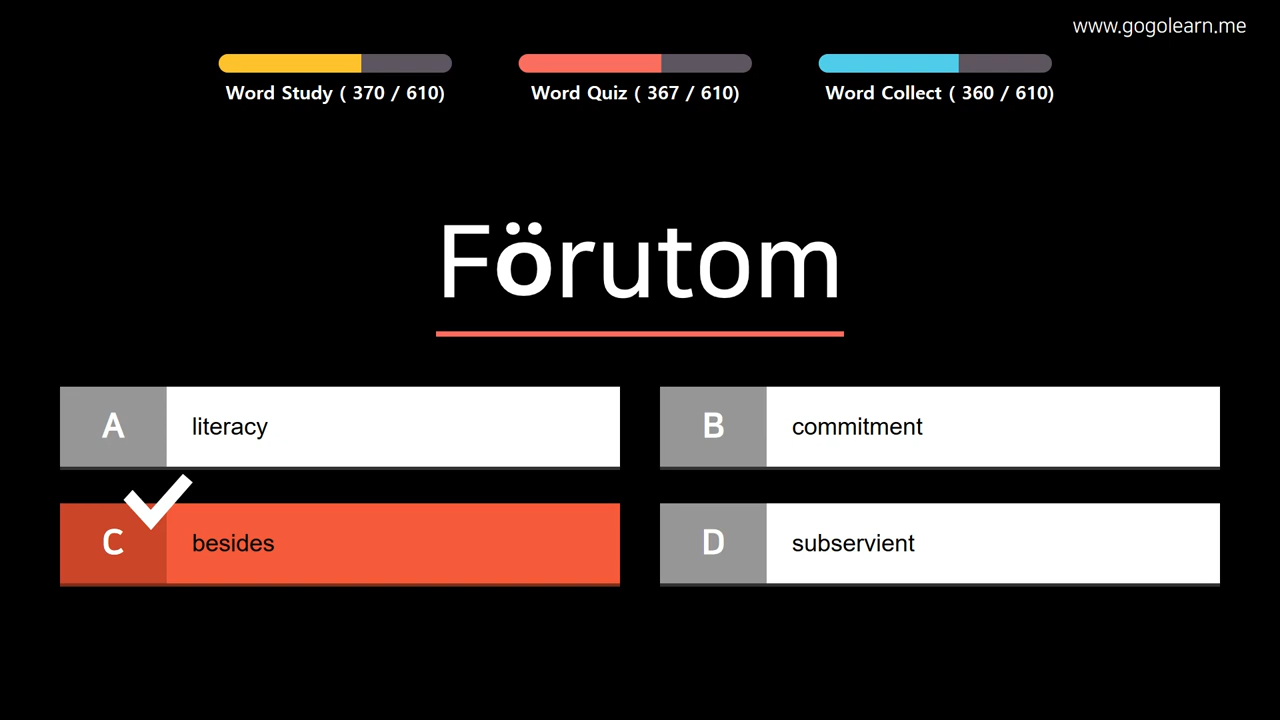 www.gogolearn.me
Word Study ( 370 / 610)
Word Quiz ( 367 / 610)
Word Collect ( 360 / 610)
Förutom
A literacy
B commitment
C besides
D subservient